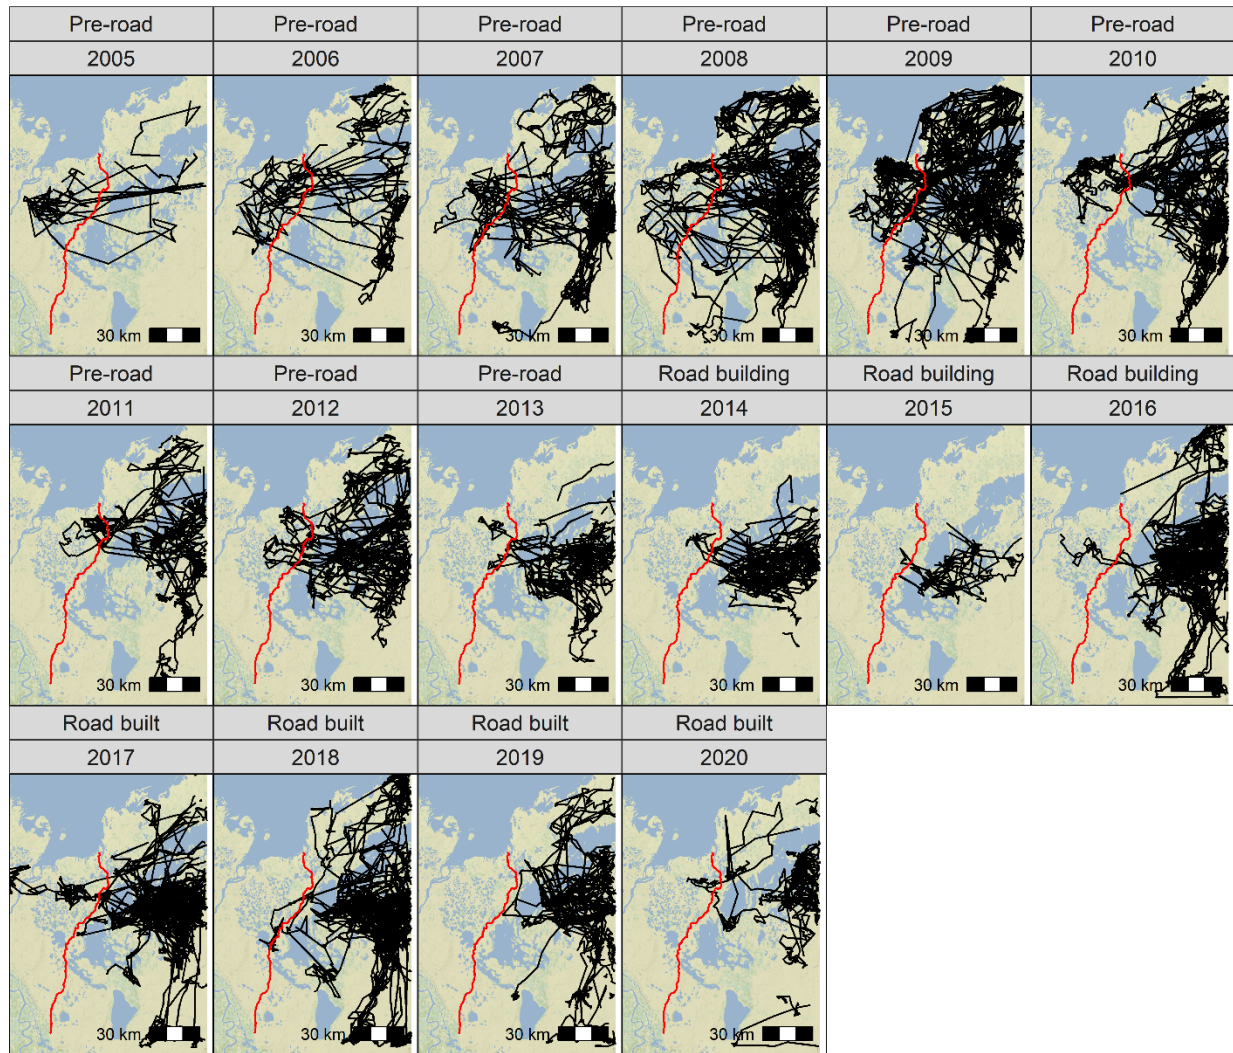 Pre-road Pre-road Pre-road Pre-road Pre-road Pre-road
2005 2006 2007 2008 2009 2010
30 km 30 km 30 km 30 km 30 km 30 km
Pre-road Pre-road Pre-road Road building Road building Road building
2011 2012 2013 2014 2015 2016
30 km 30 km 30 km 30 km 30 km 30 km
Road built Road built Road built Road built
2017 2018 2019 2020
30 km 30 km 30 km 30 km